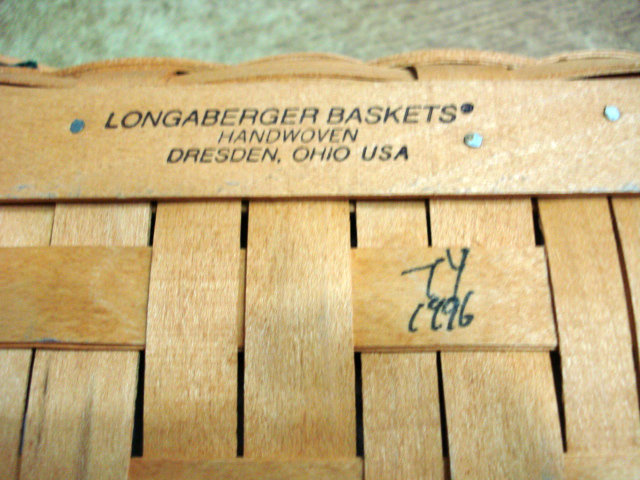 LONGABERGER BASKETS®
HANDWOVEN
DRESDEN, OHIO USA
TY
1996